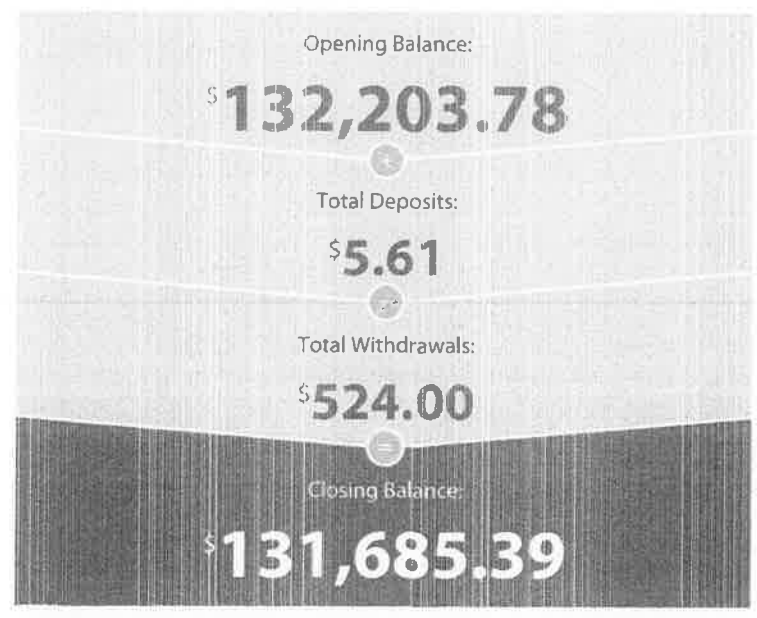 Opening Balance:
$132,203.78
+
Total Deposits:
$5.61
-
Total Withdrawals:
$524.00
=
Closing Balance:
$131,685.39